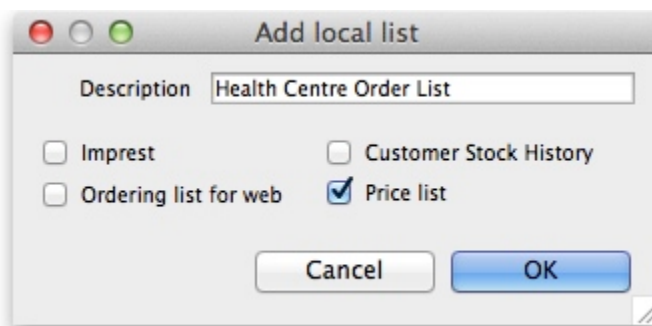 Add local list
Description Health Centre Order List
Imprest Customer Stock History
Ordering list for web Price list
Cancel OK